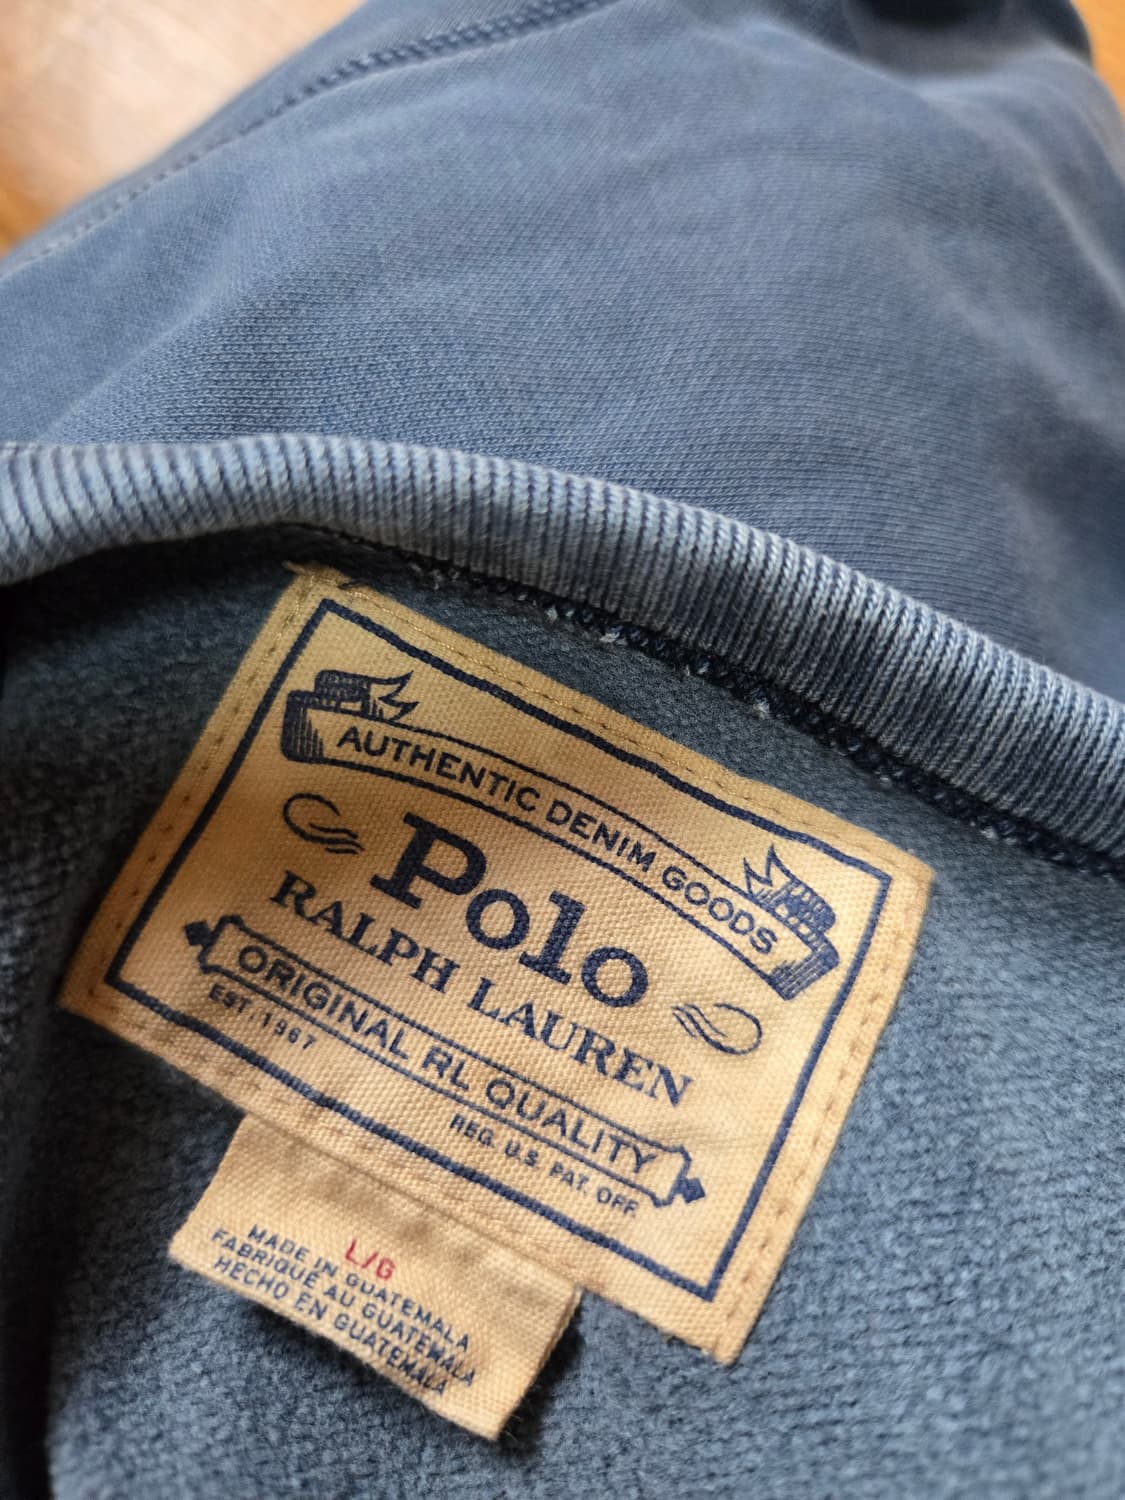 AUTHENTIC DENIM GOODS
Polo
RALPH LAUREN
ORIGINAL RL QUALITY
EST. 1967
REG. U.S. PAT. OFF.
L/G
MADE IN GUATEMALA
FABRIQUÉ AU GUATEMALA
HECHO EN GUATEMALA